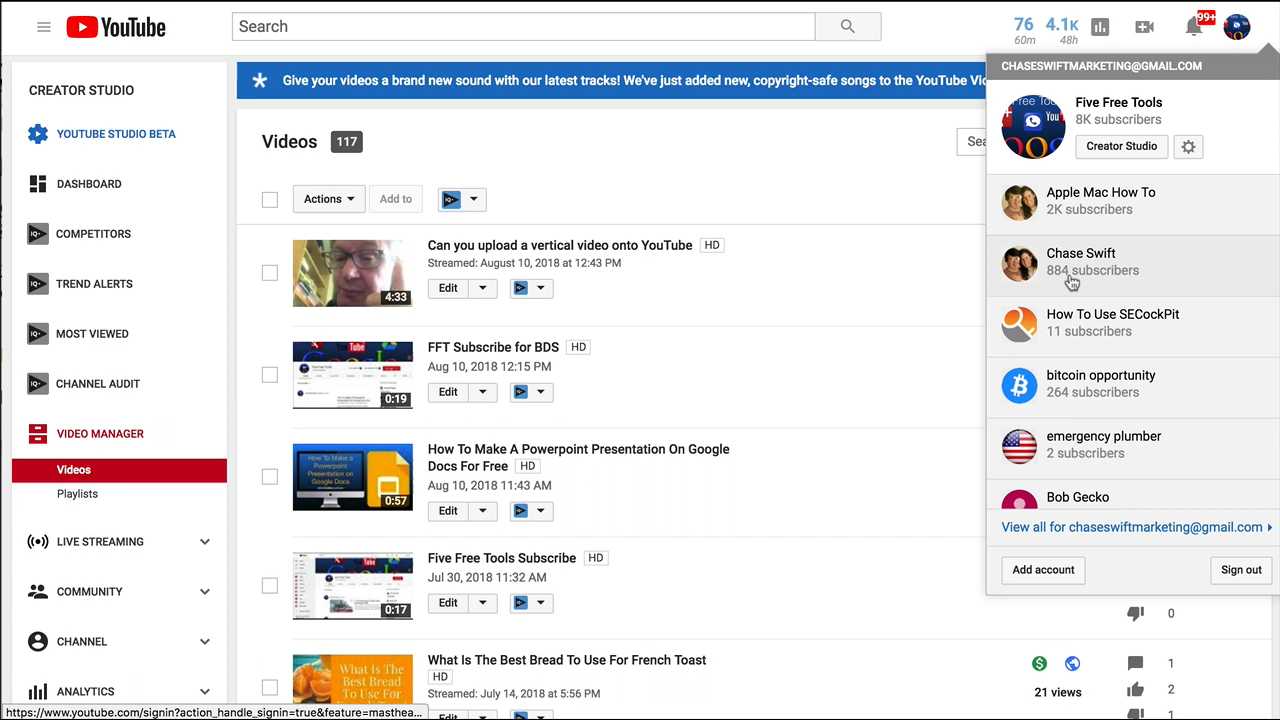 YouTube
Search
76
60m
4.1K
48h
99+
CREATOR STUDIO
YOUTUBE STUDIO BETA
DASHBOARD
COMPETITORS
TREND ALERTS
MOST VIEWED
CHANNEL AUDIT
VIDEO MANAGER
Videos
Playlists
LIVE STREAMING
COMMUNITY
CHANNEL
ANALYTICS
https://www.youtube.com/signin?action_handle_signin=true&feature=masthea...
Give your videos a brand new sound with our latest tracks! We've just added new, copyright-safe songs to the YouTube Vi
Videos 117
Sea
Actions
Add to
Can you upload a vertical video onto YouTube HD
Streamed: August 10, 2018 at 12:43 PM
4:33
Edit
FFT Subscribe for BDS HD
Aug 10, 2018 12:15 PM
0:19
Edit
How To Make A Powerpoint Presentation On Google
Docs For Free HD
Aug 10, 2018 11:43 AM
How To Make a
Powerpoint
Presentation on
Google Docs
0:57
Edit
Five Free Tools Subscribe HD
Jul 30, 2018 11:32 AM
0:17
Edit
0
What Is The Best Bread To Use For French Toast
HD
Streamed: July 14, 2018 at 5:56 PM
What Is The
Best Bread
To Use For
Edit
21 views
1
2
1
CHASESWIFTMARKETING@GMAIL.COM
Five Free Tools
8K subscribers
Creator Studio
Apple Mac How To
2K subscribers
Chase Swift
884 subscribers
How To Use SECockPit
11 subscribers
bitcoin opportunity
264 subscribers
emergency plumber
2 subscribers
Bob Gecko
View all for chaseswiftmarketing@gmail.com
Add account
Sign out